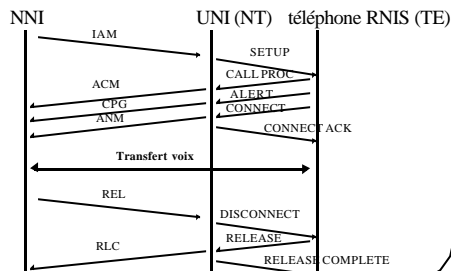 NNI UNI (NT) téléphone RNIS (TE)
IAM
SETUP
CALL PROC
ACM
ALERT
CPG
CONNECT
ANM
CONNECT ACK
Transfert voix
REL
DISCONNECT
RELEASE
RLC
RELEASE COMPLETE